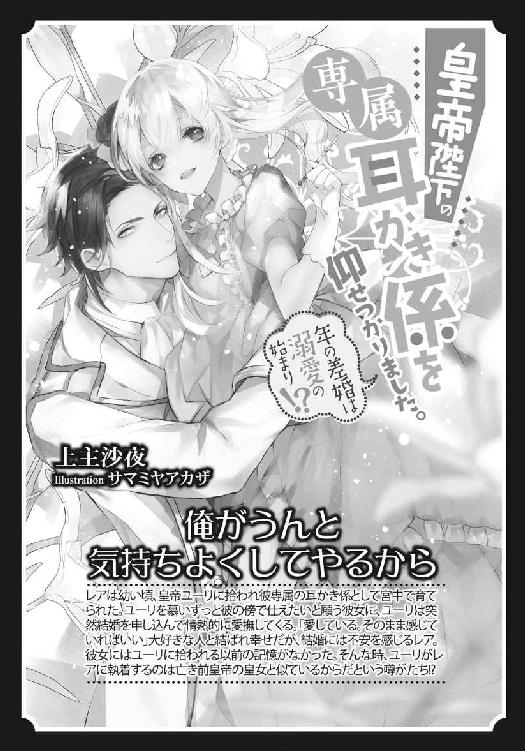 皇帝陛下の
専属
耳かき係を
仰せつかりました。
年の差婚は
溺愛の
始まり!?
上主沙夜
Illustration サマミヤアカザ
俺がうんと
気持ちよくしてやるから
レアは幼い頃、皇帝ユーリに拾われ彼専属の耳かき係として宮中で育て
られた。ユーリを慕いずっと彼の傍で仕えたいと願う彼女に、ユーリは突
然結婚を申し込んで情熱的に愛撫してくる。「愛している。そのまま感じて
いればいい」大好きな人と結ばれ幸せだが、結婚には不安を感じるレア。
彼女にはユーリに拾われる以前の記憶がなかった。そんな時、ユーリがレ
アに執着するのは亡き前皇帝の皇女と似ているからだという噂がたち!?